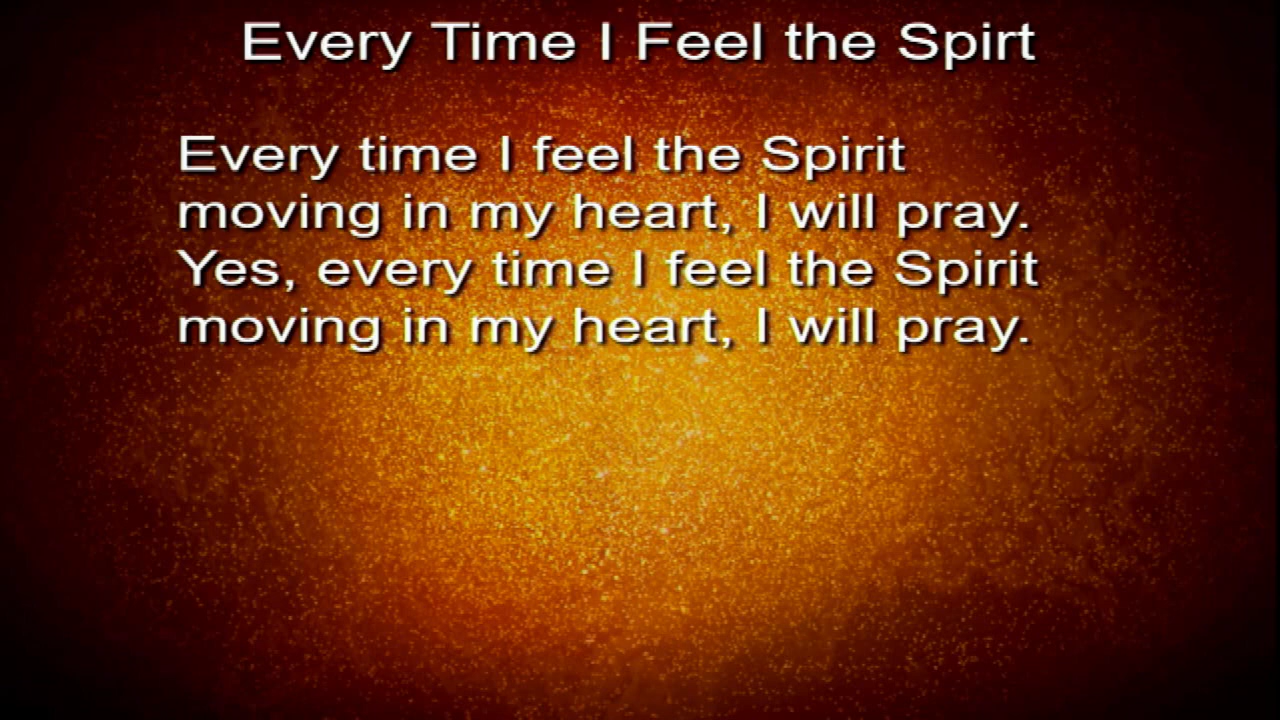 Every Time I Feel the Spirt
Every time I feel the Spirit
moving in my heart, I will pray.
Yes, every time I feel the Spirit
moving in my heart, I will pray.